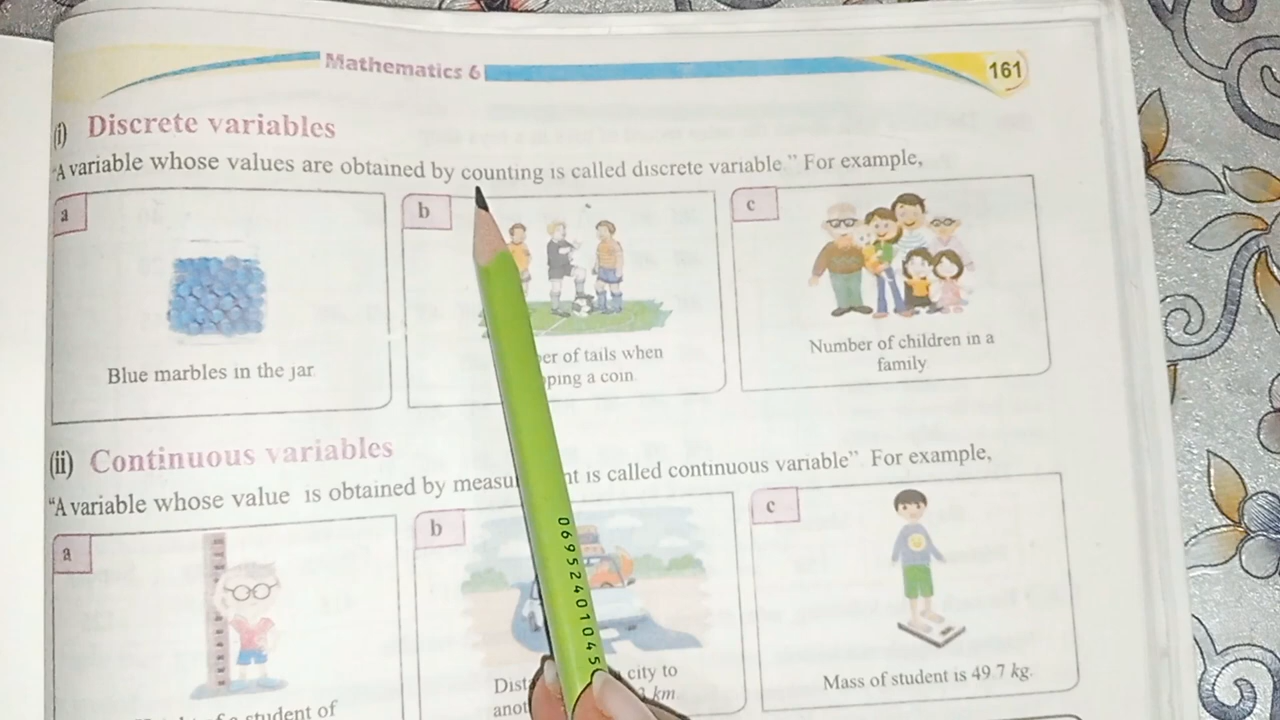 Mathematics 6
161
(i) Discrete variables
"A variable whose values are obtained by counting is called discrete variable." For example,
a
b
c
Blue marbles in the jar
er of tails when
ping a coin.
Number of children in a
family
(ii) Continuous variables
"A variable whose value is obtained by measu nt is called continuous variable" For example,
a
b
c
student of
Dist city to
anot km
Mass of student is 49.7 kg.
0695240104 5